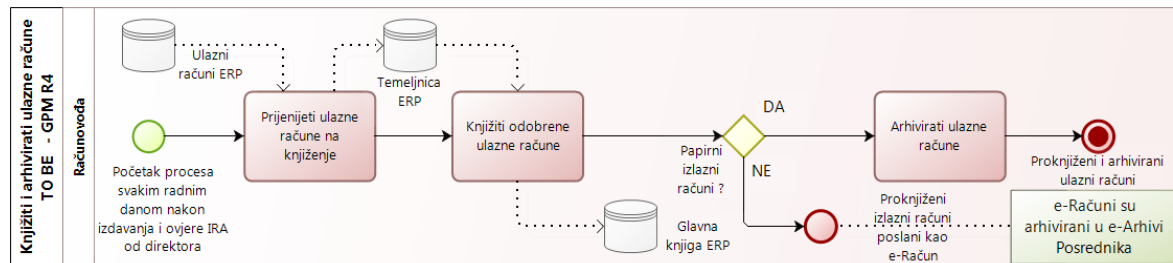 Knjižiti i arhivirati ulazne račune
TO BE - GPM R4
Računovođa
Ulazni
računi ERP
Temeljnica
ERP
Prijenijeti ulazne
račune na
knjiženje
Knjižiti odobrene
ulazne račune
DA
Arhivirati ulazne
račune
Početak procesa
svakim radnim
danom nakon
izdavanja i ovjere IRA
od direktora
Papirni
izlazni
računi ?
NE
Proknjiženi i arhivirani
ulazni računi
Glavna
knjiga ERP
Proknjiženi
izlazni računi
poslani kao
e-Račun
e-Računi su
arhivirani u e-Arhivi
Posrednika